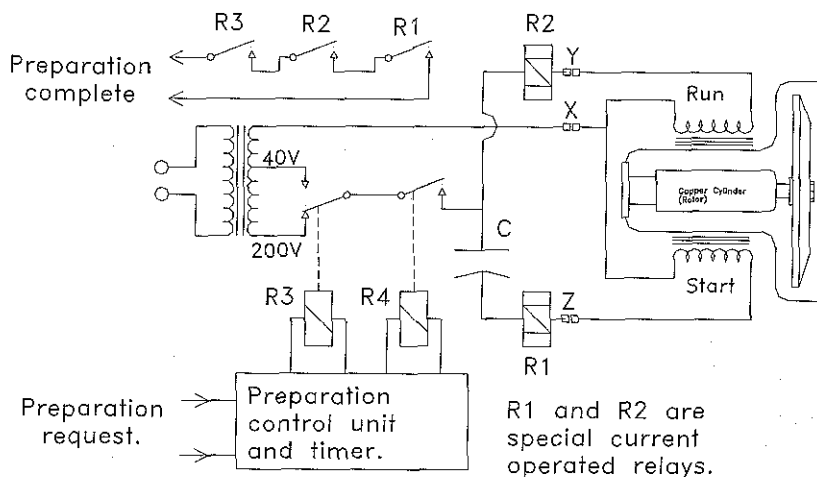 R3
R2
R1
Preparation
complete
R2
Y
X
Run
40V
200V
C
Copper Cylinder
(Rotor)
Start
R3
R4
Z
R1
Preparation
request.
Preparation
control unit
and timer.
R1 and R2 are
special current
operated relays.